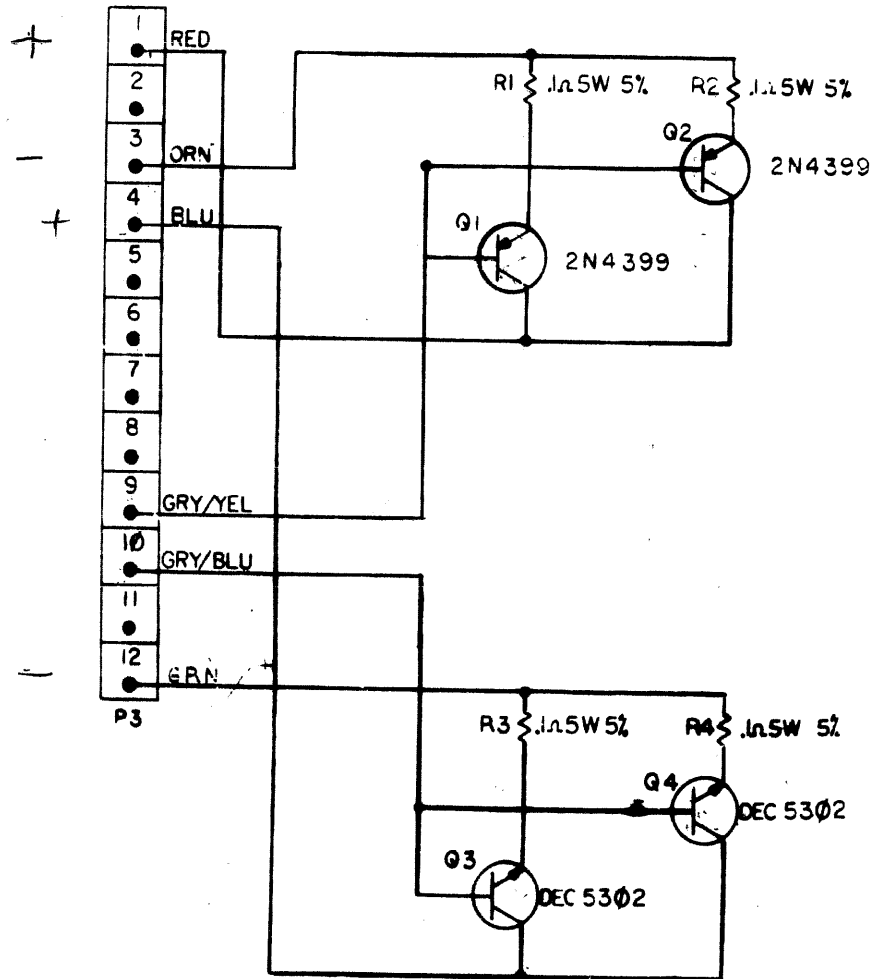 1
+
RED
2
R1 .1Ω 5W 5%
R2 .1Ω 5W 5%
3
-
ORN
Q2
2N4399
4
+
BLU
Q1
2N4399
5
6
7
8
9
GRY/YEL
1Ø
GRY/BLU
11
12
-
GRN
+
P3
R3 .1Ω 5W 5%
R4 .1Ω 5W 5%
Q4
DEC 53Ø2
Q3
DEC 53Ø2